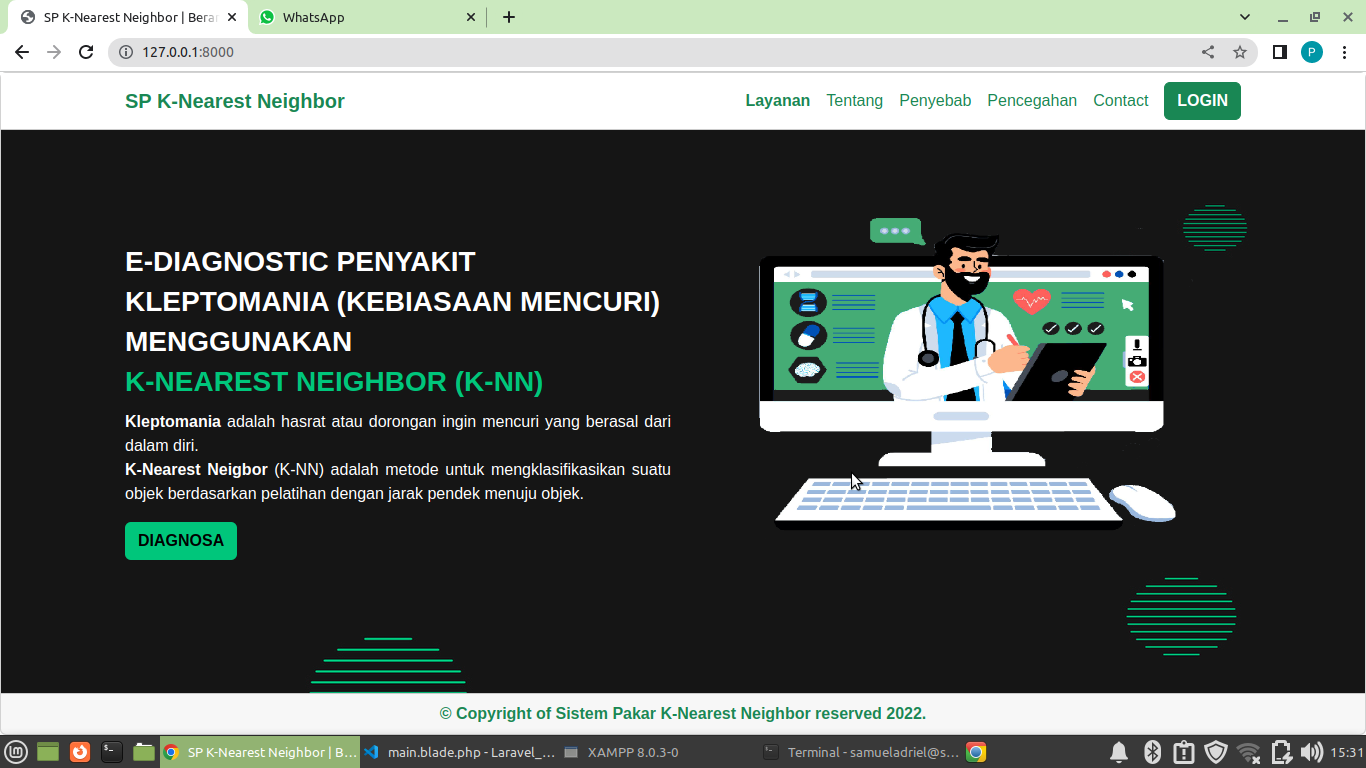 SP K-Nearest Neighbor | Berar
WhatsApp
127.0.0.1:8000
P
SP K-Nearest Neighbor
Layanan Tentang Penyebab Pencegahan Contact LOGIN
E-DIAGNOSTIC PENYAKIT
KLEPTOMANIA (KEBIASAAN MENCURI)
MENGGUNAKAN
K-NEAREST NEIGHBOR (K-NN)
Kleptomania adalah hasrat atau dorongan ingin mencuri yang berasal dari
dalam diri.
K-Nearest Neigbor (K-NN) adalah metode untuk mengklasifikasikan suatu
objek berdasarkan pelatihan dengan jarak pendek menuju objek.
DIAGNOSA
© Copyright of Sistem Pakar K-Nearest Neighbor reserved 2022.
SP K-Nearest Neighbor | B...
main.blade.php - Laravel_...
XAMPP 8.0.3-0
Terminal - samueladriel@s...
15:31